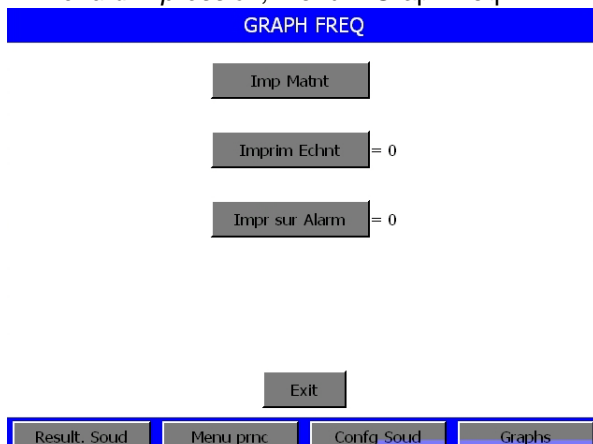 GRAPH FREQ
Imp Matnt
Imprim Echnt = 0
Impr sur Alarm = 0
Exit
Result. Soud Menu prnc Confg Soud Graphs